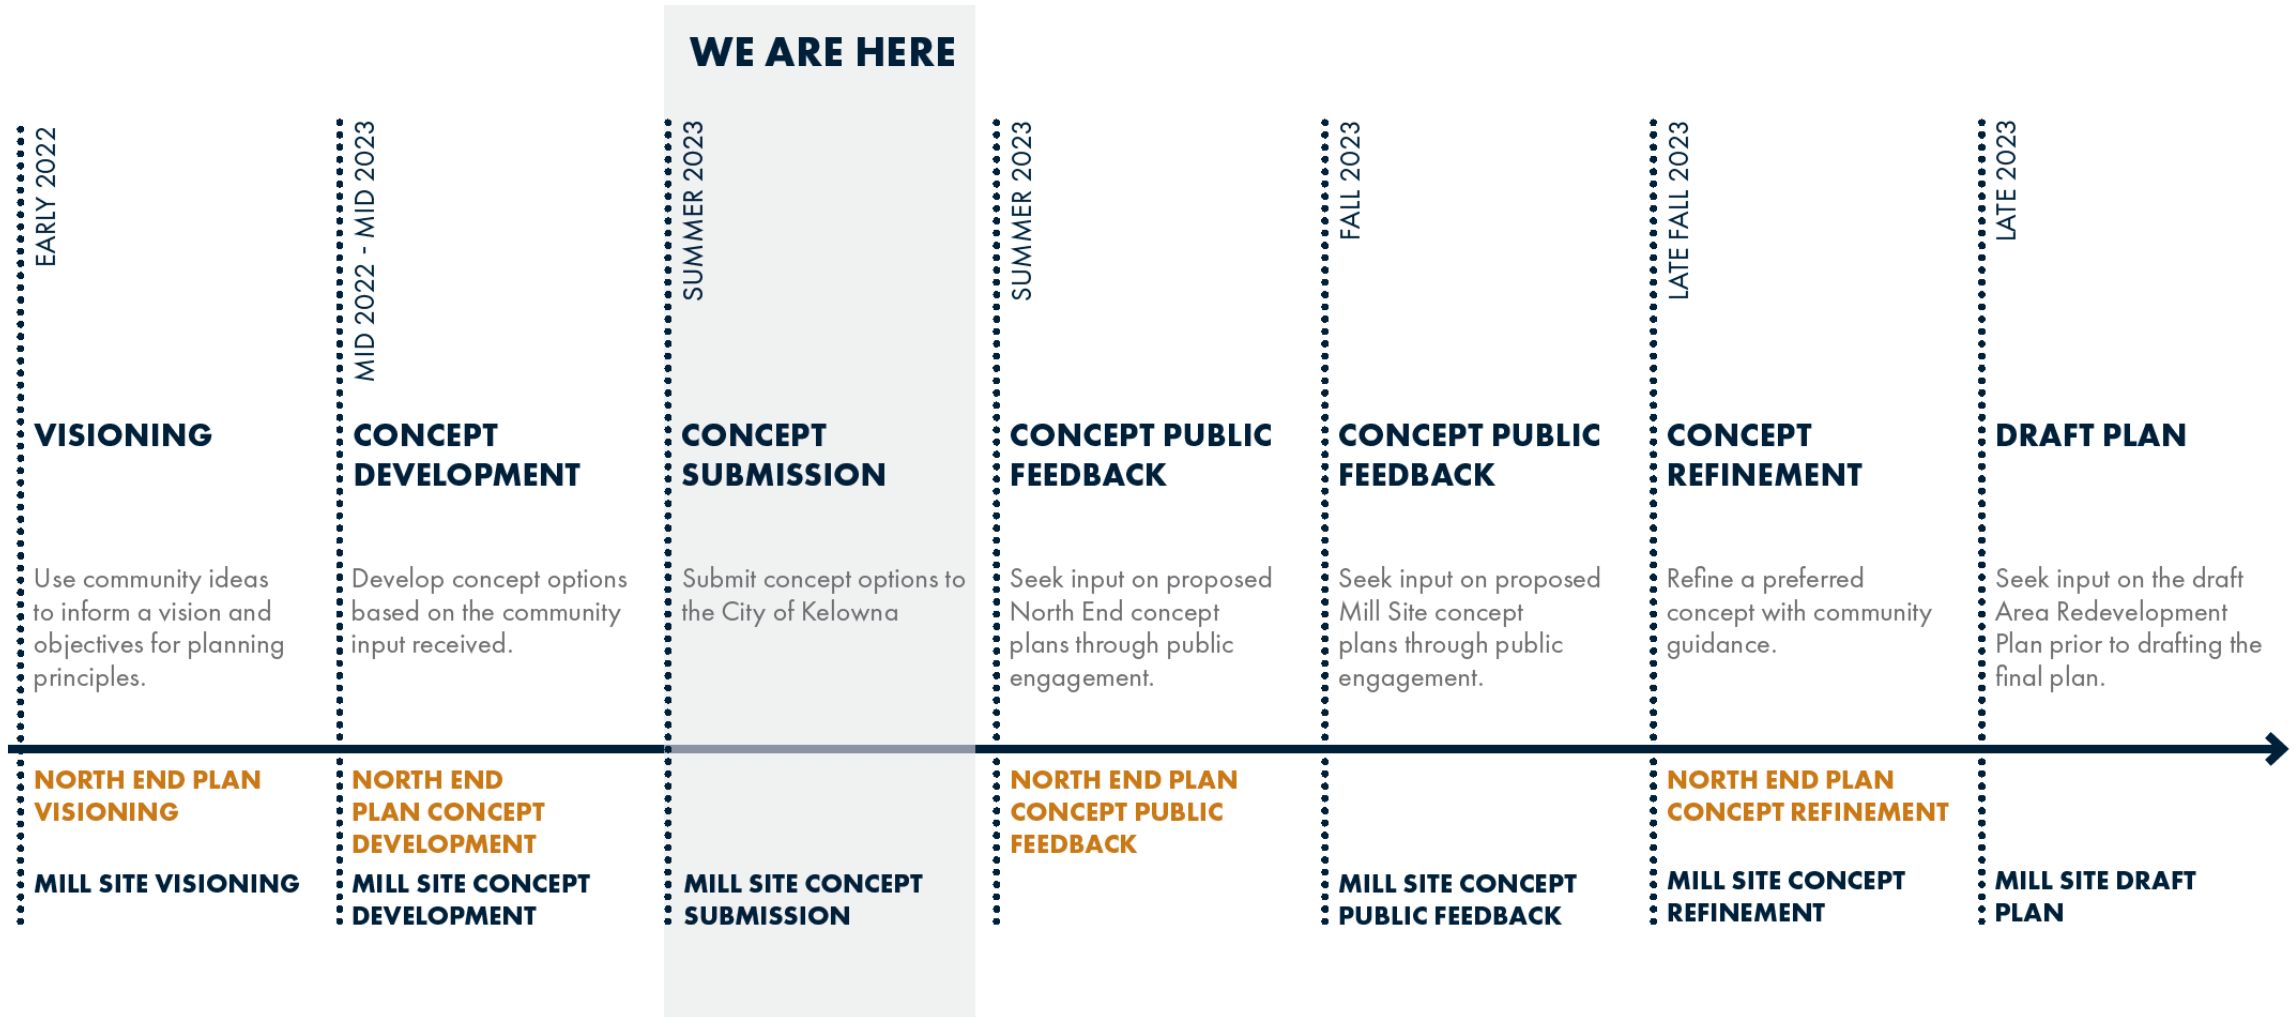 WE ARE HERE
EARLY 2022
VISIONING
Use community ideas
to inform a vision and
objectives for planning
principles.
NORTH END PLAN
VISIONING
MILL SITE VISIONING
MID 2022 - MID 2023
CONCEPT
DEVELOPMENT
Develop concept options
based on the community
input received.
NORTH END
PLAN CONCEPT
DEVELOPMENT
MILL SITE CONCEPT
DEVELOPMENT
SUMMER 2023
CONCEPT
SUBMISSION
Submit concept options to
the City of Kelowna
MILL SITE CONCEPT
SUBMISSION
SUMMER 2023
CONCEPT PUBLIC
FEEDBACK
Seek input on proposed
North End concept
plans through public
engagement.
NORTH END PLAN
CONCEPT PUBLIC
FEEDBACK
FALL 2023
CONCEPT PUBLIC
FEEDBACK
Seek input on proposed
Mill Site concept
plans through public
engagement.
MILL SITE CONCEPT
PUBLIC FEEDBACK
LATE FALL 2023
CONCEPT
REFINEMENT
Refine a preferred
concept with community
guidance.
NORTH END PLAN
CONCEPT REFINEMENT
MILL SITE CONCEPT
REFINEMENT
LATE 2023
DRAFT PLAN
Seek input on the draft
Area Redevelopment
Plan prior to drafting the
final plan.
MILL SITE DRAFT
PLAN